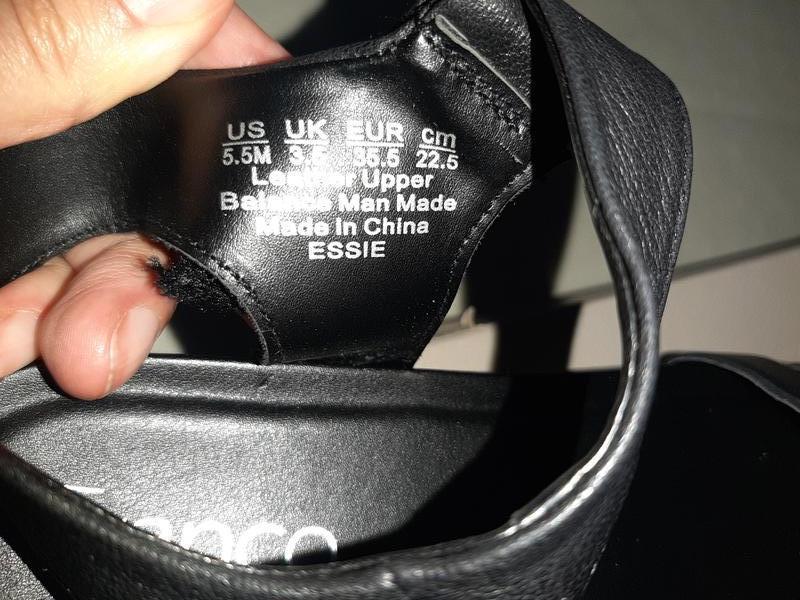 US UK EUR cm
5.5M 3.5 35.5 22.5
Leather Upper
Balance Man Made
Made in China
ESSIE